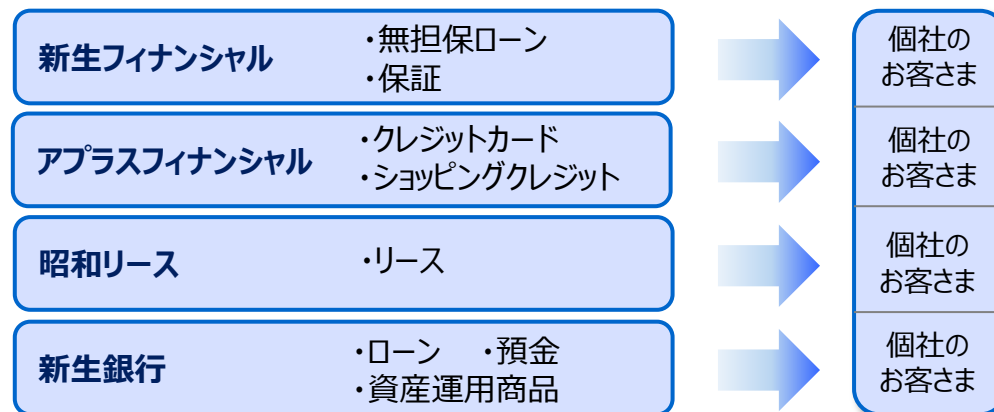 新生フィナンシャル
・無担保ローン
・保証
個社の
お客さま
アプラスフィナンシャル
・クレジットカード
・ショッピングクレジット
個社の
お客さま
昭和リース
・リース
個社の
お客さま
新生銀行
・ローン ・預金
・資産運用商品
個社の
お客さま